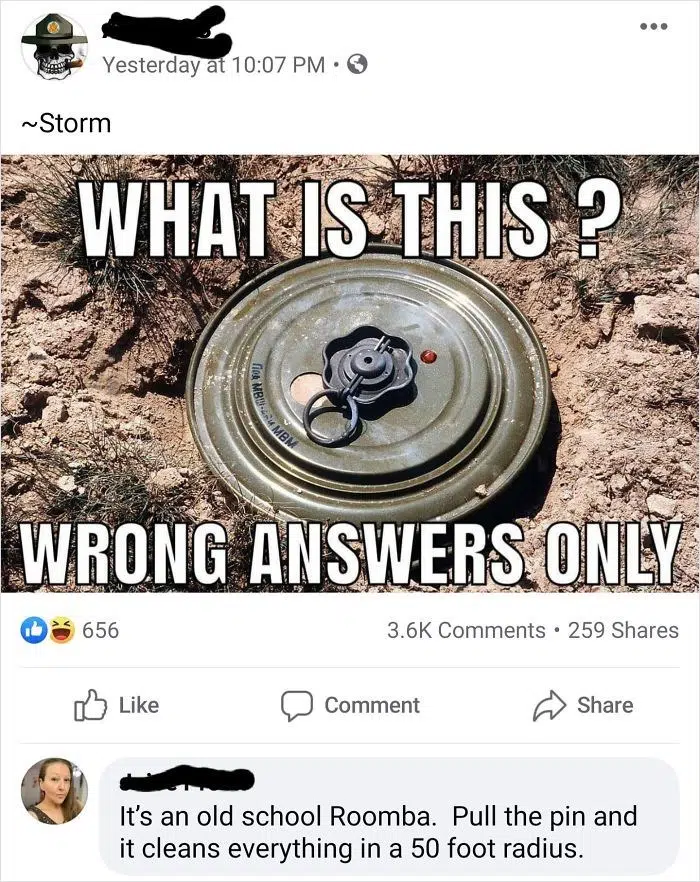 Yesterday at 10:07 PM •
~Storm
WHAT IS THIS ?
WRONG ANSWERS ONLY
656
3.6K Comments • 259 Shares
Like
Comment
Share
It’s an old school Roomba. Pull the pin and
it cleans everything in a 50 foot radius.